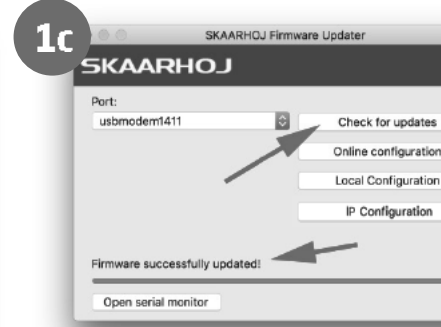 1c
SKAARHOJ Firmware Updater
SKAARHOJ
Port:
usbmodem1411
Check for updates
Online configuration
Local Configuration
IP Configuration
Firmware successfully updated!
Open serial monitor